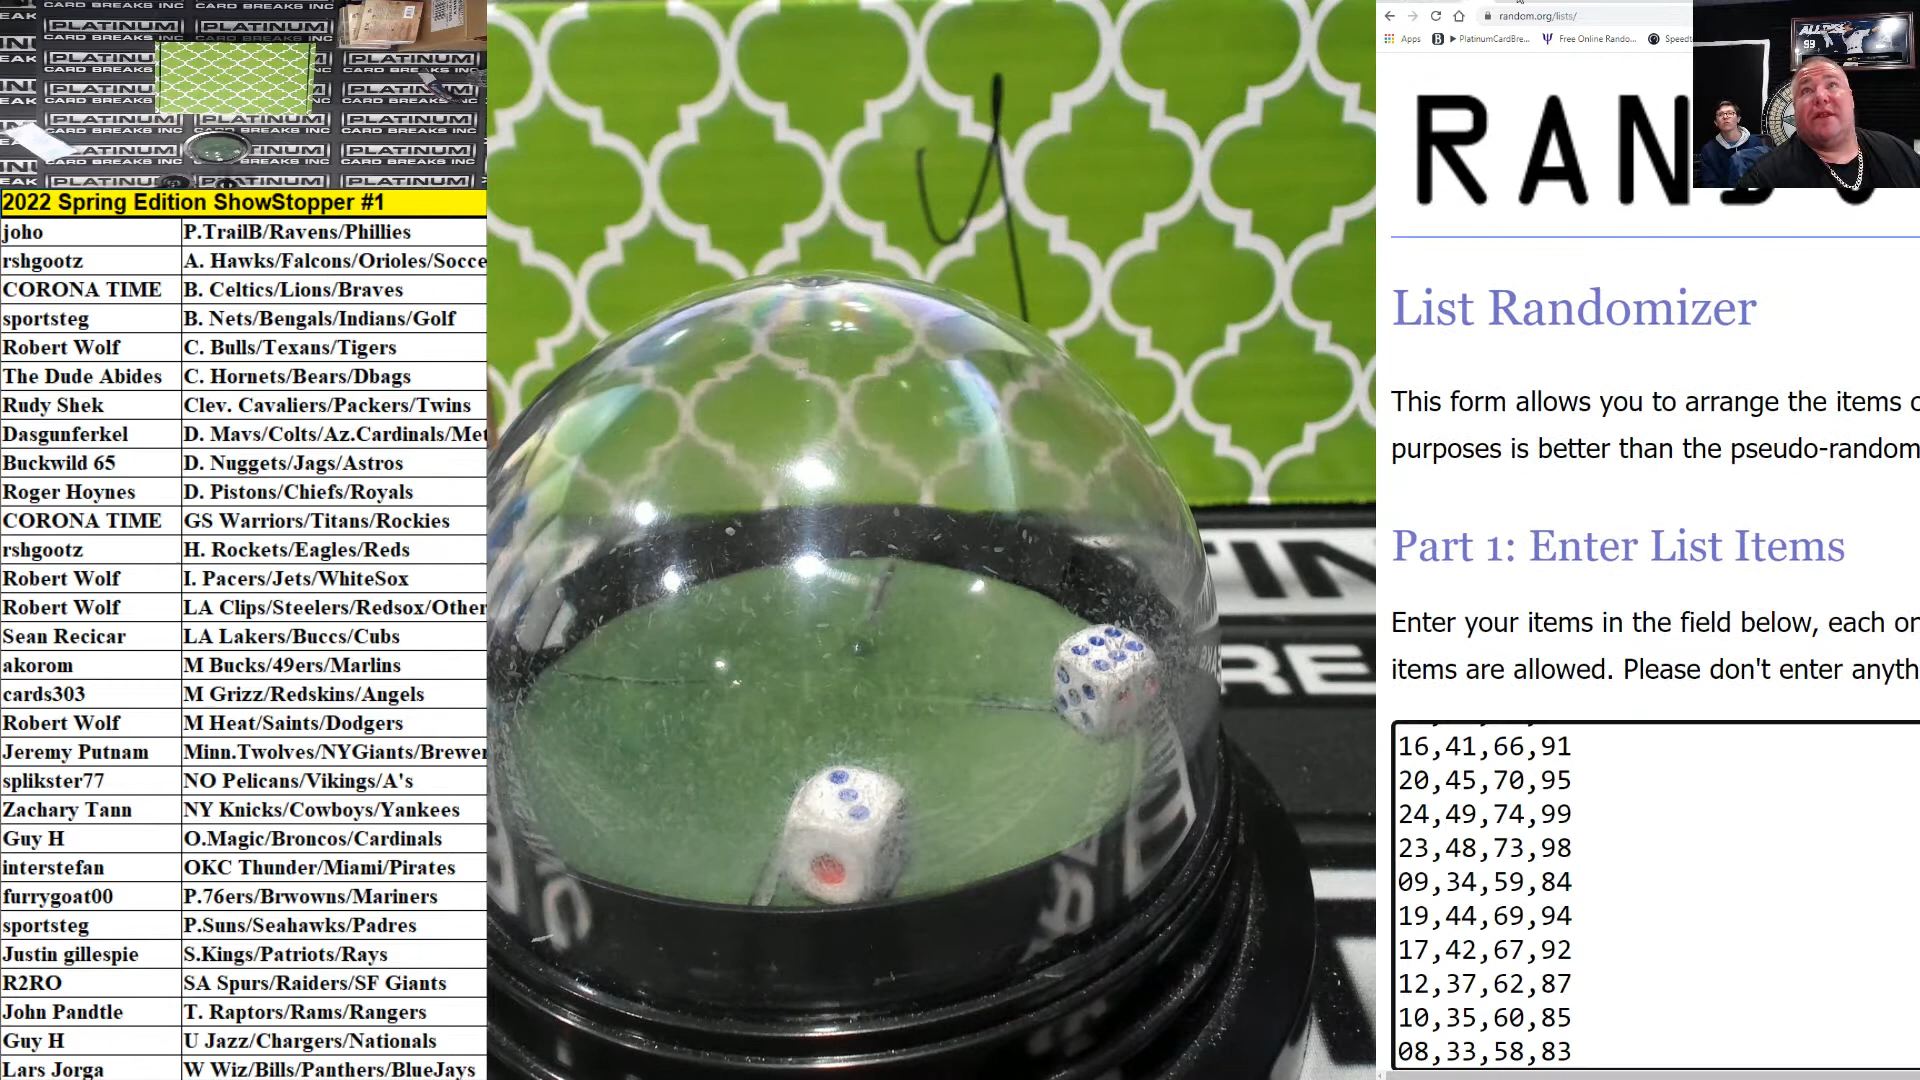 PLATINUM
CARD BREAKS INC
2022 Spring Edition ShowStopper #1
joho P.TrailB/Ravens/Phillies
rshgootz A. Hawks/Falcons/Orioles/Socce
CORONA TIME B. Celtics/Lions/Braves
sportsteg B. Nets/Bengals/Indians/Golf
Robert Wolf C. Bulls/Texans/Tigers
The Dude Abides C. Hornets/Bears/Dbags
Rudy Shek Clev. Cavaliers/Packers/Twins
Dasgunferkel D. Mavs/Colts/Az.Cardinals/Met
Buckwild 65 D. Nuggets/Jags/Astros
Roger Hoynes D. Pistons/Chiefs/Royals
CORONA TIME GS Warriors/Titans/Rockies
rshgootz H. Rockets/Eagles/Reds
Robert Wolf I. Pacers/Jets/WhiteSox
Robert Wolf LA Clips/Steelers/Redsox/Other
Sean Recicar LA Lakers/Buccs/Cubs
akorom M Bucks/49ers/Marlins
cards303 M Grizz/Redskins/Angels
Robert Wolf M Heat/Saints/Dodgers
Jeremy Putnam Minn.Twolves/NYGiants/Brewer
splikster77 NO Pelicans/Vikings/A's
Zachary Tann NY Knicks/Cowboys/Yankees
Guy H O.Magic/Broncos/Cardinals
interstefan OKC Thunder/Miami/Pirates
furrygoat00 P.76ers/Brwowns/Mariners
sportsteg P.Suns/Seahawks/Padres
Justin gillespie S.Kings/Patriots/Rays
R2RO SA Spurs/Raiders/SF Giants
John Pandtle T. Raptors/Rams/Rangers
Guy H U Jazz/Chargers/Nationals
Lars Jorga W Wiz/Bills/Panthers/BlueJays
y
random.org/lists/
Apps PlatinumCardBre... Free Online Rando... Speedt
99
RAN
List Randomizer
This form allows you to arrange the items o
purposes is better than the pseudo-random
Part 1: Enter List Items
Enter your items in the field below, each on
items are allowed. Please don't enter anyth
16,41,66,91
20,45,70,95
24,49,74,99
23,48,73,98
09,34,59,84
19,44,69,94
17,42,67,92
12,37,62,87
10,35,60,85
08,33,58,83